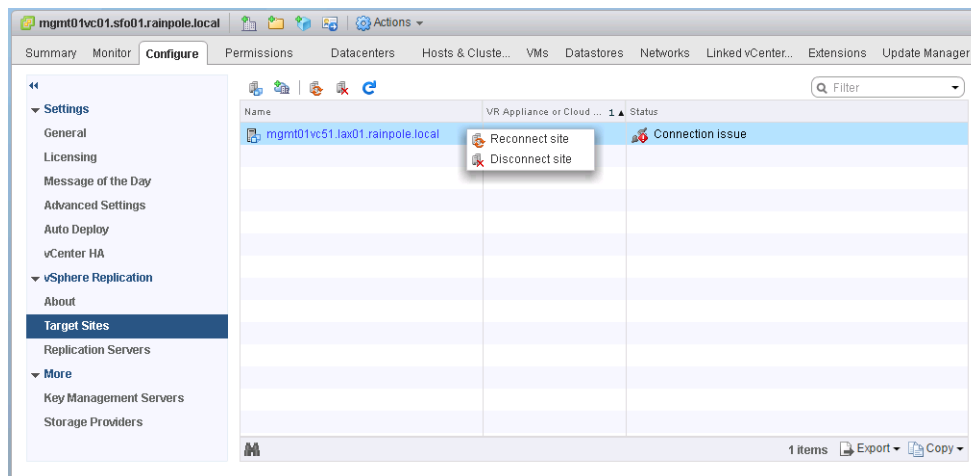 mgmt01vc01.sfo01.rainpole.local Actions
Summary Monitor Configure Permissions Datacenters Hosts & Cluste... VMs Datastores Networks Linked vCenter... Extensions Update Manager
Filter
Settings
General
Licensing
Message of the Day
Advanced Settings
Auto Deploy
vCenter HA
vSphere Replication
About
Target Sites
Replication Servers
More
Key Management Servers
Storage Providers
Name VR Appliance or Cloud ... 1 ▲ Status
mgmt01vc51.lax01.rainpole.local Connection issue
Reconnect site
Disconnect site
1 items Export Copy